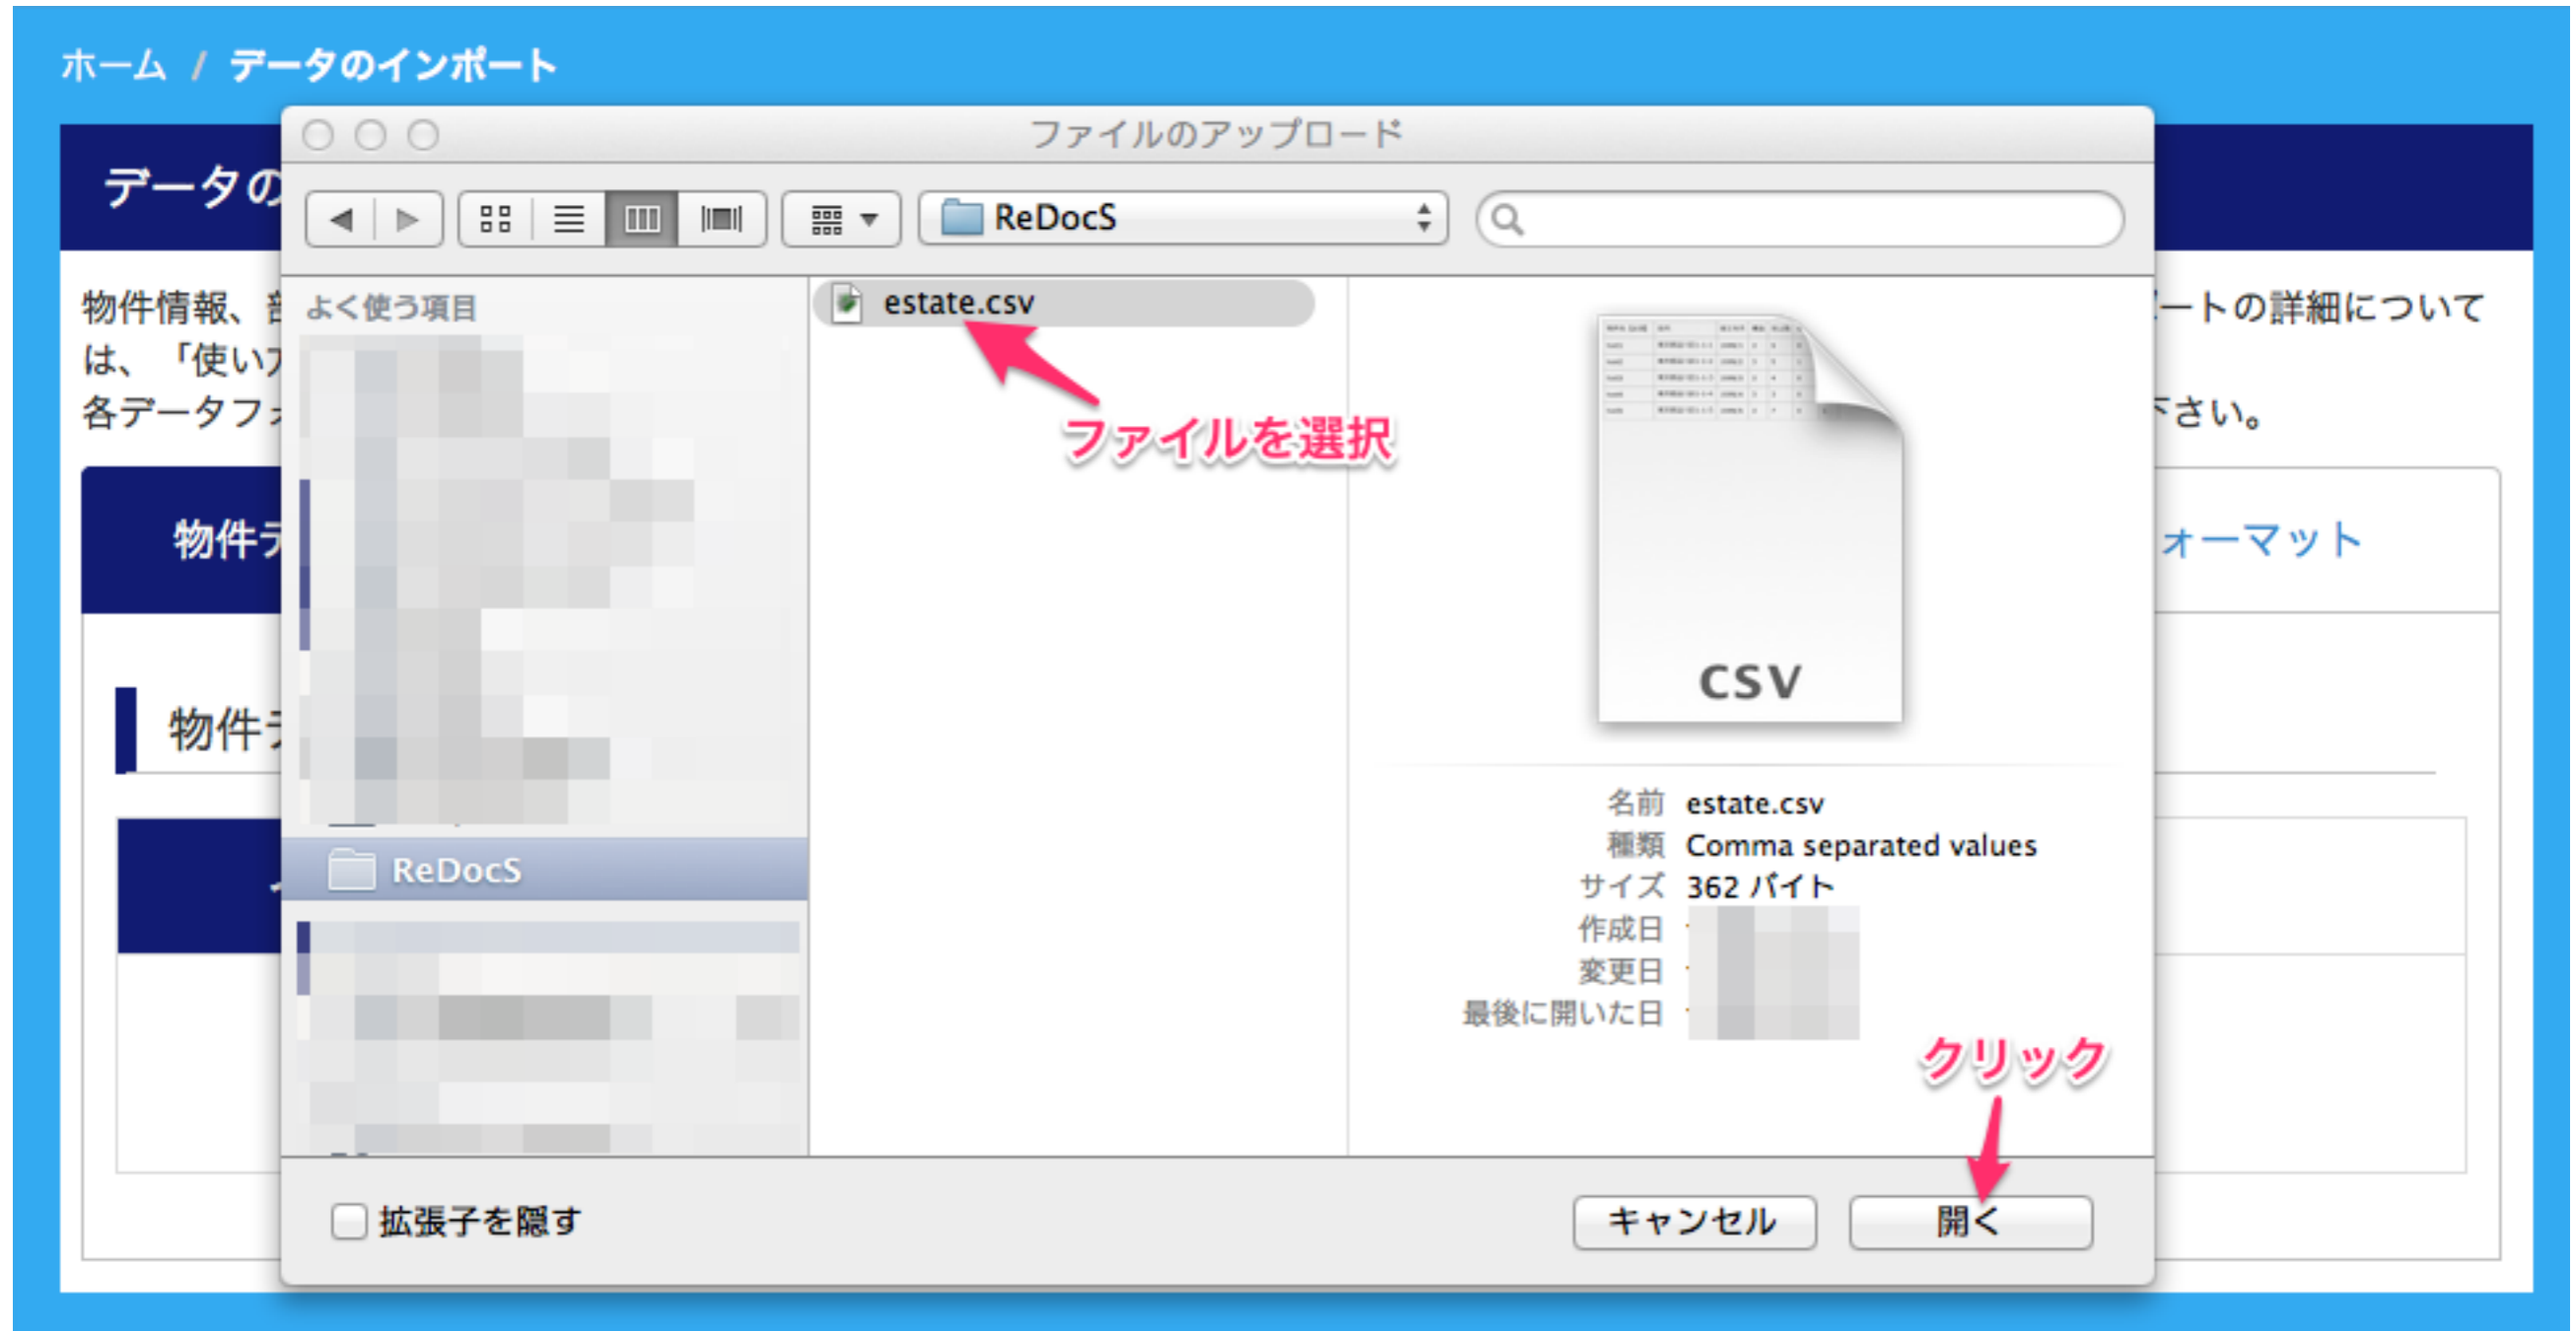 ホーム / データのインポート
ファイルのアップロード
データの
ReDocS
物件情報、
ートの詳細について
は、「使い
各データフ
下さい。
よく使う項目
estate.csv
ファイルを選択
物件デ
ォーマット
物件デ
CSV
名前 estate.csv
種類 Comma separated values
サイズ 362 バイト
作成日
変更日
最後に開いた日
ReDocS
クリック
拡張子を隠す
キャンセル
開く